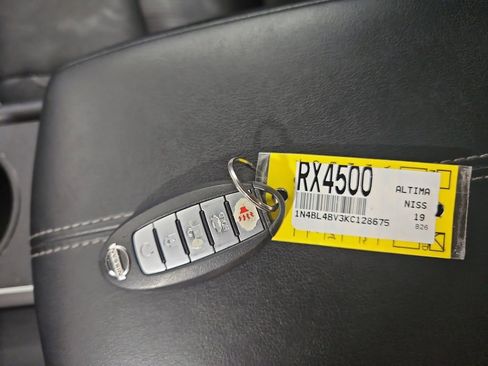 RX4500
1N4BL4BV3KC128675
ALTIMA
NISS
19
826